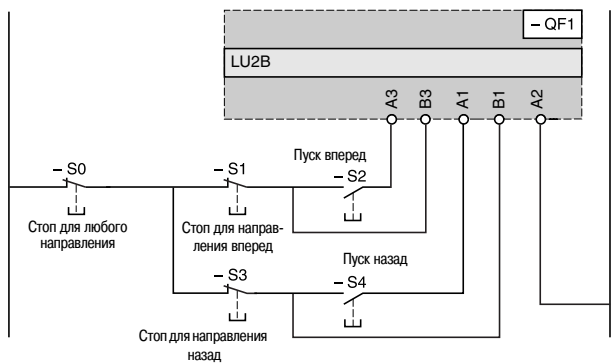 – QF1
LU2B
A3
B3
A1
B1
A2
Пуск вперед
– S0
– S1
– S2
Стоп для любого
направления
Стоп для направ-
ления вперед
Пуск назад
– S3
– S4
Стоп для направления
назад